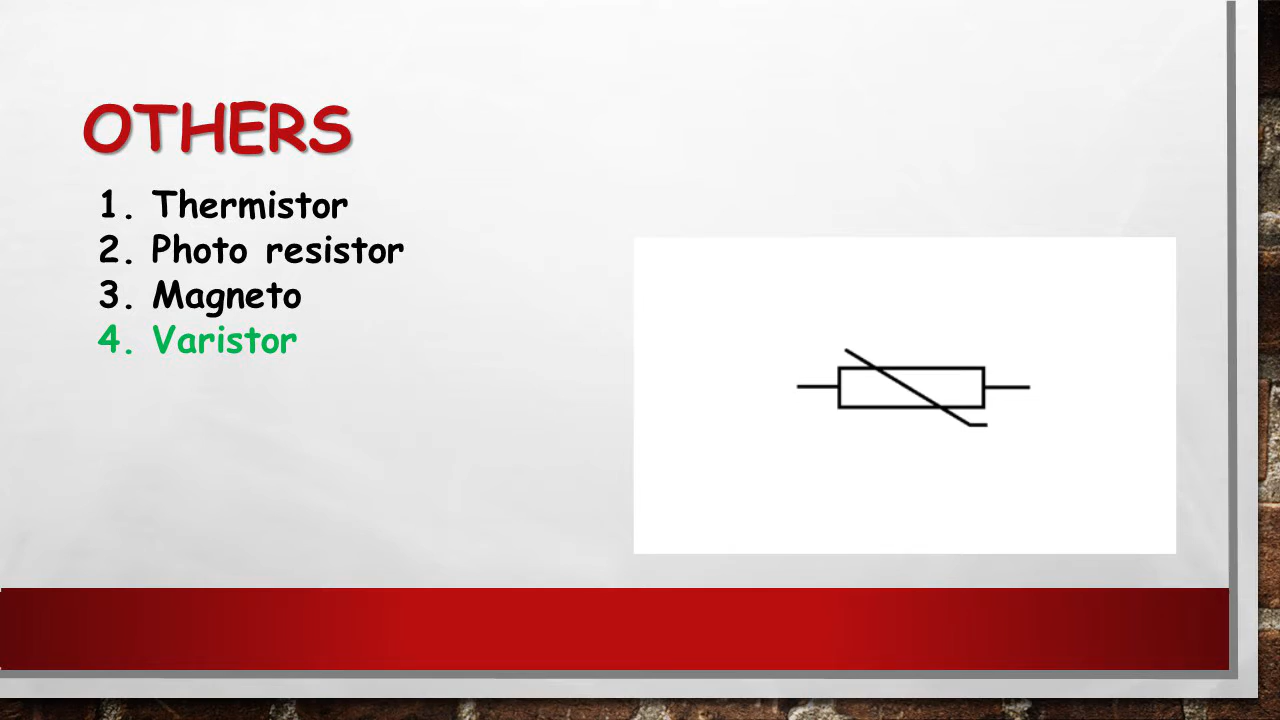 OTHERS
1. Thermistor
2. Photo resistor
3. Magneto
4. Varistor